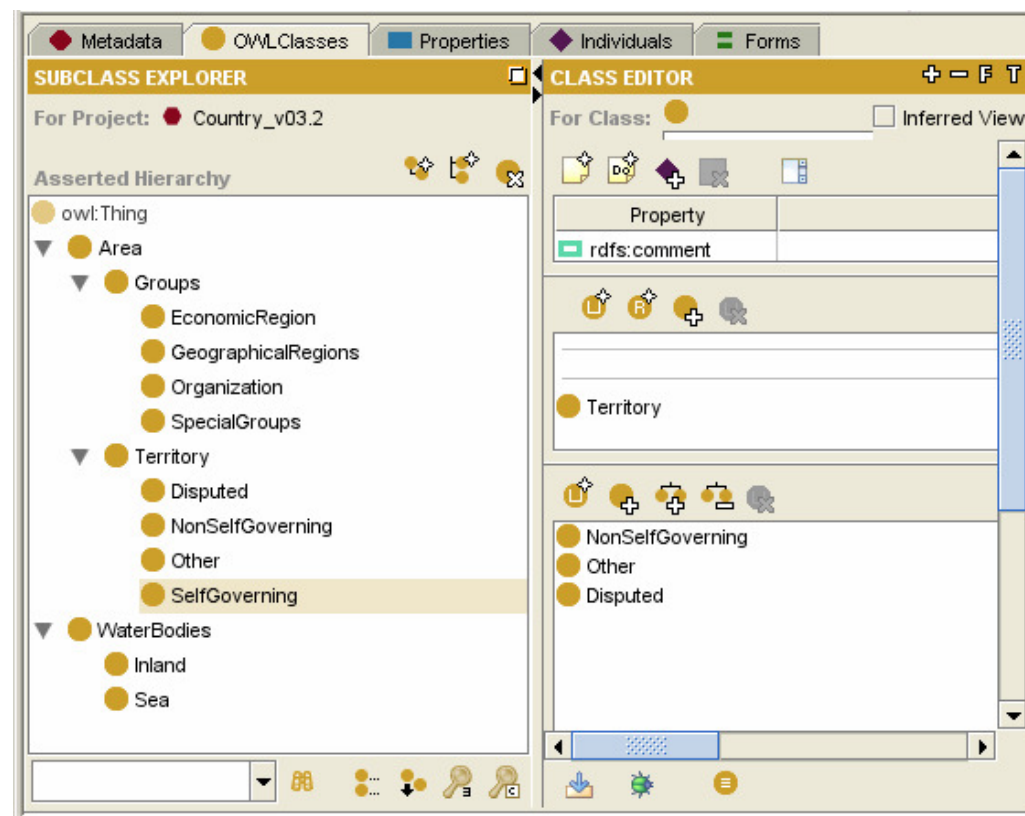 Metadata OWLClasses Properties Individuals Forms
SUBCLASS EXPLORER
For Project: Country_v03.2
Asserted Hierarchy
owl:Thing
Area
Groups
EconomicRegion
GeographicalRegions
Organization
SpecialGroups
Territory
Disputed
NonSelfGoverning
Other
SelfGoverning
WaterBodies
Inland
Sea
CLASS EDITOR F T
For Class: Inferred View
Property
rdfs:comment
Territory
NonSelfGoverning
Other
Disputed